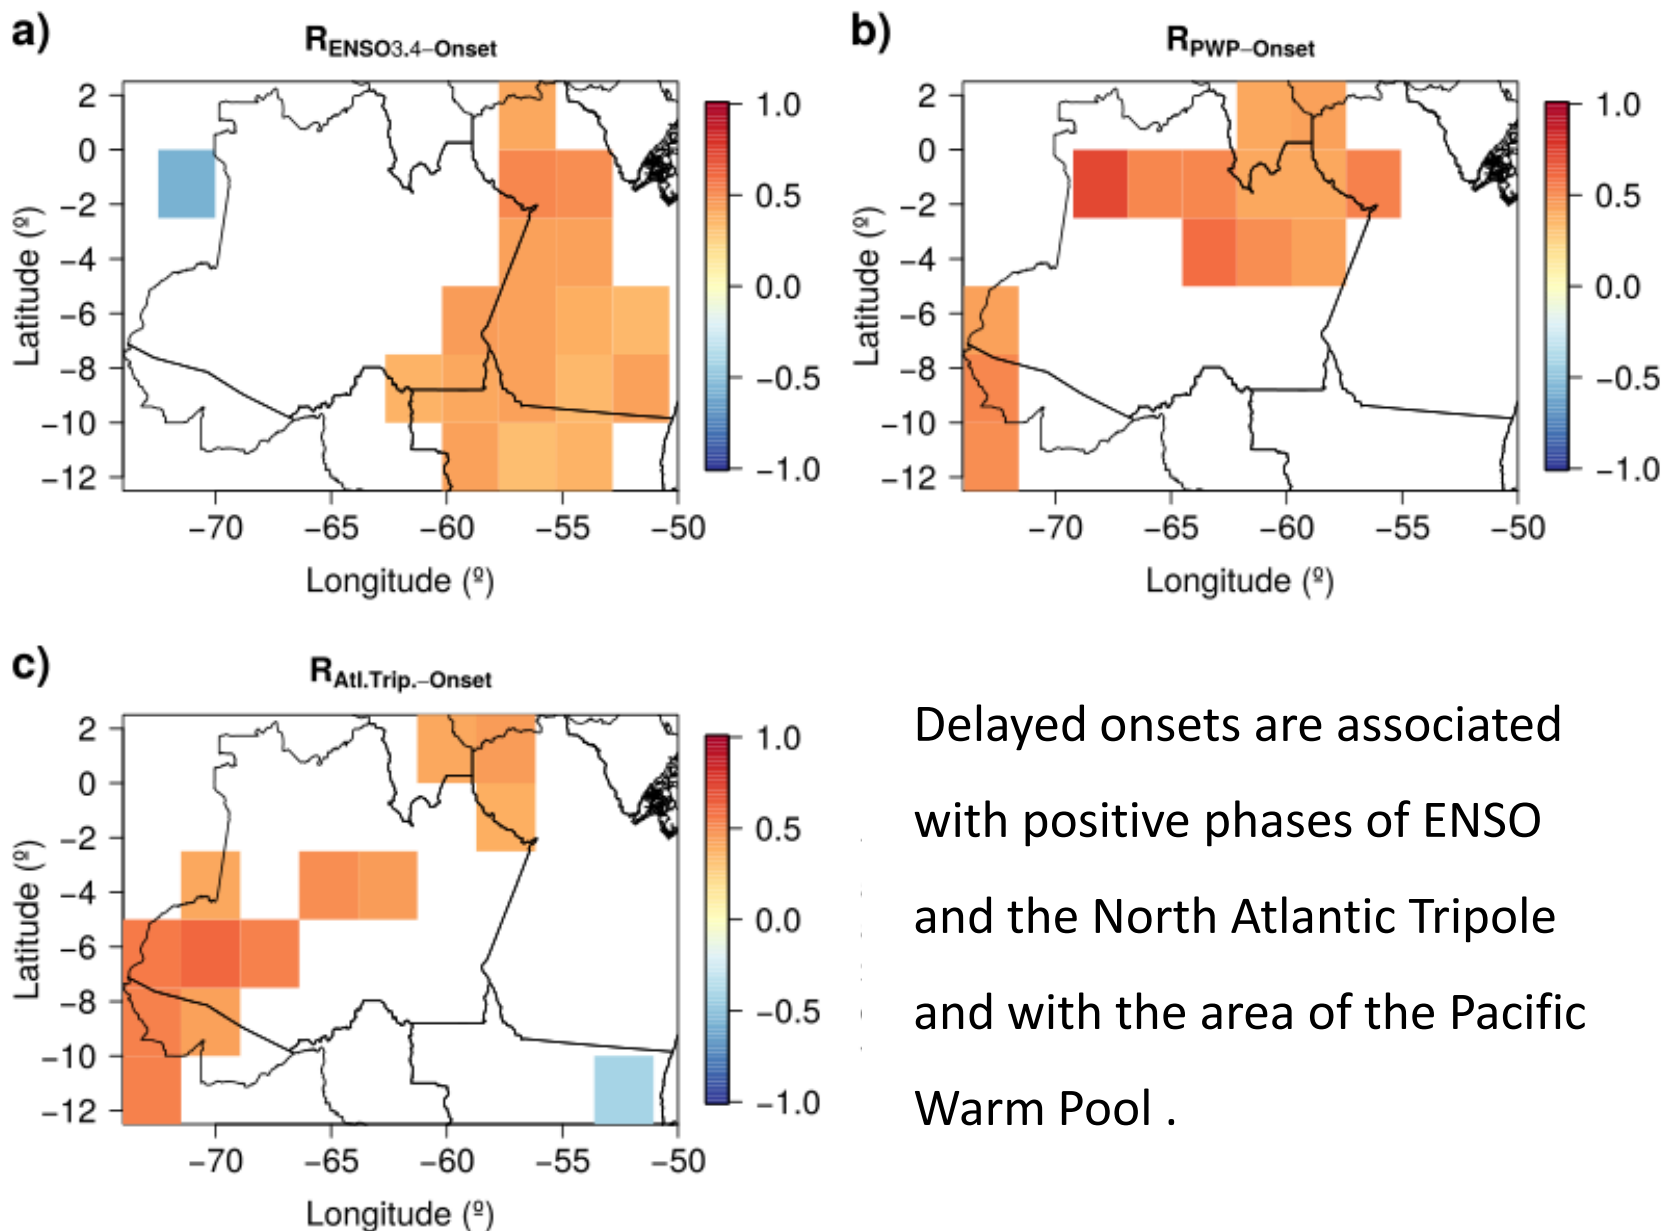 a)
R ENSO3.4–Onset
2
0
−2
−4
−6
−8
−10
−12
Latitude (º)
−70 −65 −60 −55 −50
Longitude (º)
1.0
0.5
0.0
−0.5
−1.0
b)
R PWP–Onset
2
0
−2
−4
−6
−8
−10
−12
Latitude (º)
−70 −65 −60 −55 −50
Longitude (º)
1.0
0.5
0.0
−0.5
−1.0
c)
R Atl.Trip.–Onset
2
0
−2
−4
−6
−8
−10
−12
Latitude (º)
−70 −65 −60 −55 −50
Longitude (º)
1.0
0.5
0.0
−0.5
−1.0
Delayed onsets are associated
with positive phases of ENSO
and the North Atlantic Tripole
and with the area of the Pacific
Warm Pool .